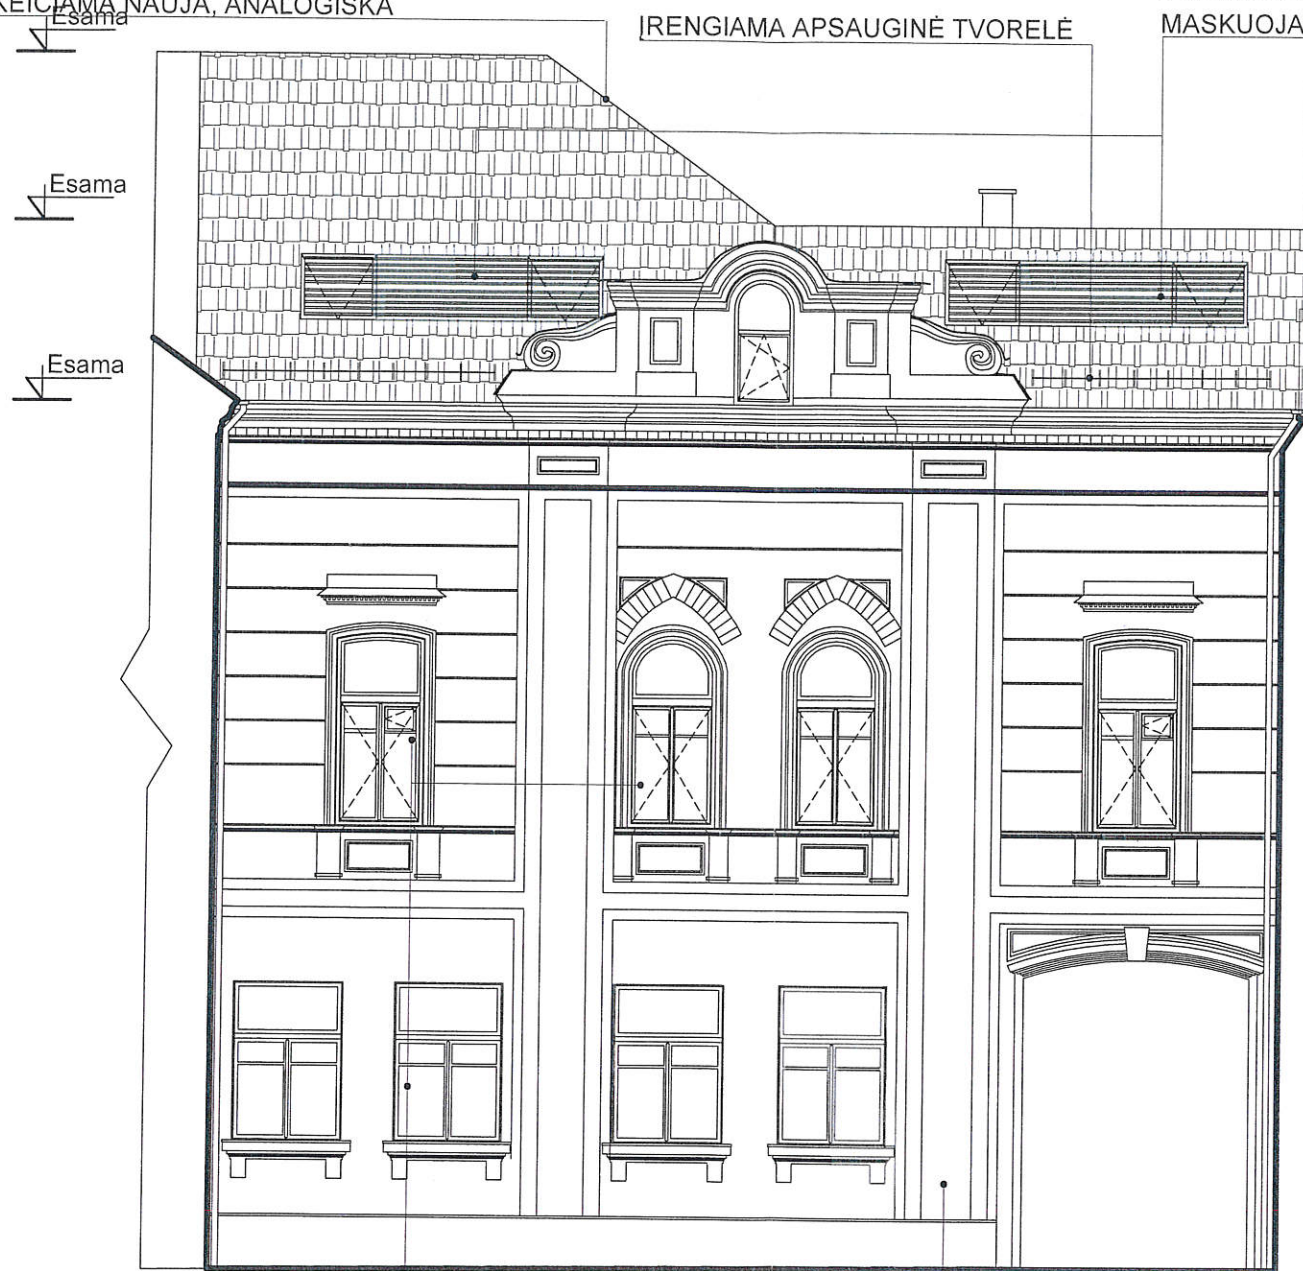 KEIČIAMA NAUJA, ANALOGIŠKA
Esama
ĮRENGIAMA APSAUGINĖ TVORELĖ
MASKUOJA
Esama
Esama